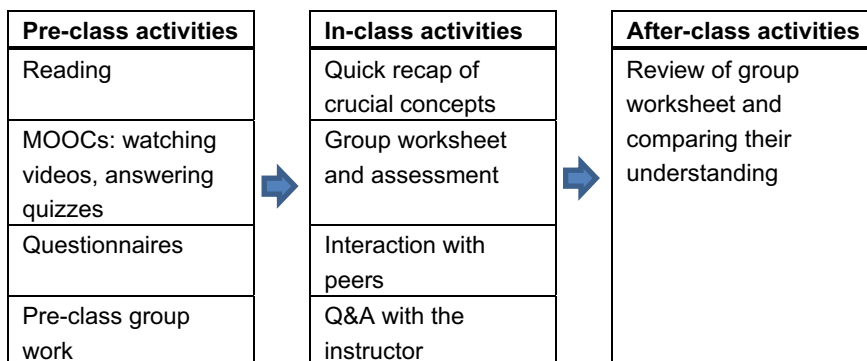 Pre-class activities
Reading
MOOCs: watching
videos, answering
quizzes
Questionnaires
Pre-class group
work
In-class activities
Quick recap of
crucial concepts
Group worksheet
and assessment
Interaction with
peers
Q&A with the
instructor
After-class activities
Review of group
worksheet and
comparing their
understanding